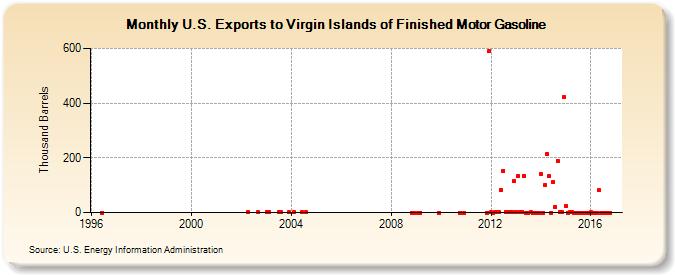 Monthly U.S. Exports to Virgin Islands of Finished Motor Gasoline
Thousand Barrels
600
400
200
0
1996 2000 2004 2008 2012 2016
Source: U.S. Energy Information Administration